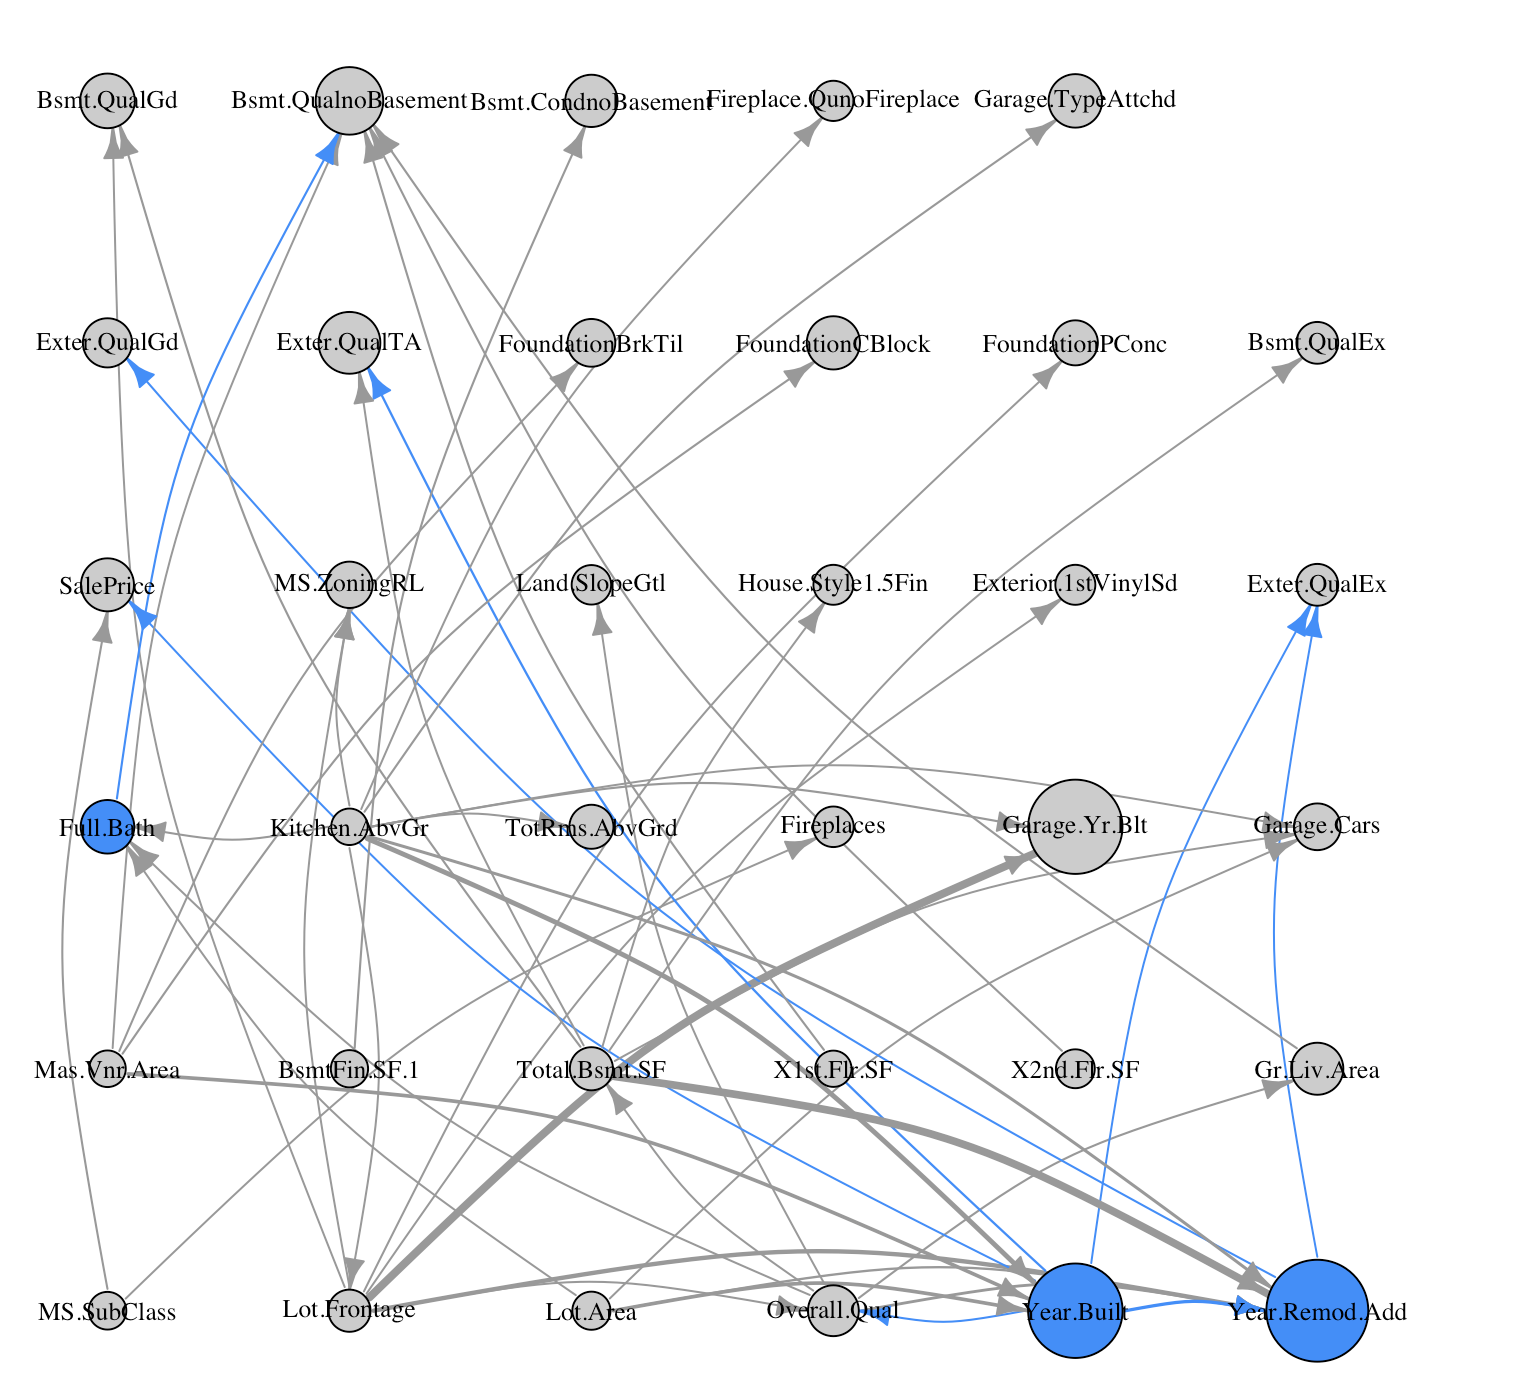 Bsmt.QualGd
Bsmt.QualnoBasement
Bsmt.CondnoBasement
Fireplace.QunoFireplace
Garage.TypeAttchd
Exter.QualGd
Exter.QualTA
FoundationBrkTil
FoundationCBlock
FoundationPConc
Bsmt.QualEx
SalePrice
MS.ZoningRL
Land.SlopeGtl
House.Style1.5Fin
Exterior.1stVinylSd
Exter.QualEx
Full.Bath
Kitchen.AbvGr
TotRms.AbvGrd
Fireplaces
Garage.Yr.Blt
Garage.Cars
Mas.Vnr.Area
BsmtFin.SF.1
Total.Bsmt.SF
X1st.Flr.SF
X2nd.Flr.SF
Gr.Liv.Area
MS.SubClass
Lot.Frontage
Lot.Area
Overall.Qual
Year.Built
Year.Remod.Add